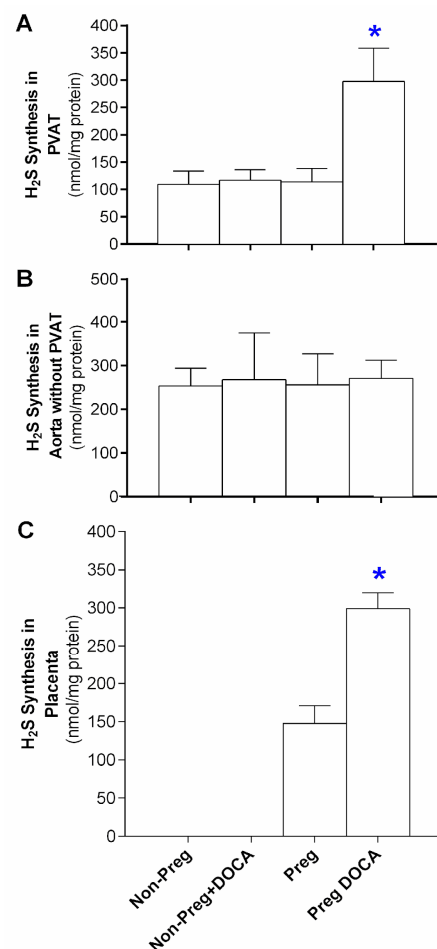 A
H₂S Synthesis in
PVAT
(nmol/mg protein)
400
350
300
250
200
150
100
50
0
*
B
H₂S Synthesis in
Aorta without PVAT
(nmol/mg protein)
500
400
300
200
100
0
C
H₂S Synthesis in
Placenta
(nmol/mg protein)
400
350
300
250
200
150
100
50
0
*
Non-Preg
Non-Preg+DOCA
Preg
Preg DOCA